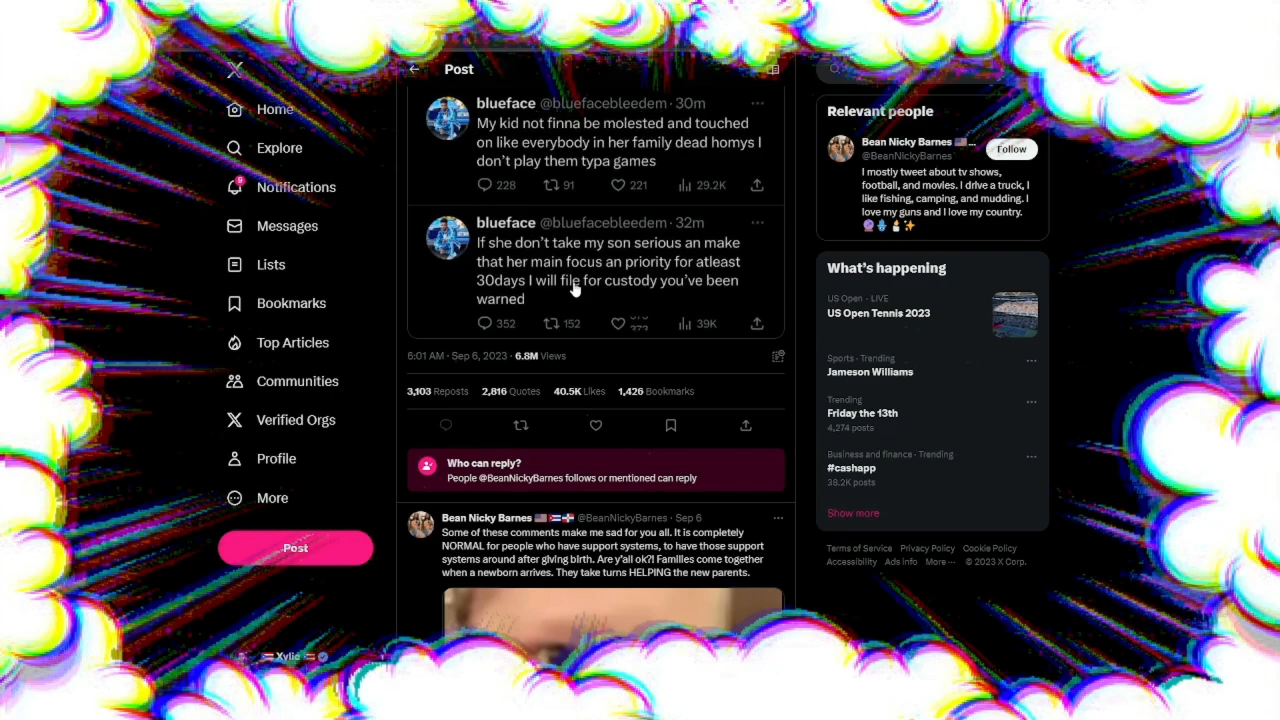 Home
Explore
9
Notifications
Messages
Lists
Bookmarks
Top Articles
Communities
Verified Orgs
Profile
More
Post
Xylie
Post
blueface @bluefacebleedem · 30m
My kid not finna be molested and touched
on like everybody in her family dead homys I
don't play them typa games
228 91 221 29.2K
blueface @bluefacebleedem · 32m
If she don't take my son serious an make
that her main focus an priority for atleast
30days I will file for custody you've been
warned
352 152 39K
6:01 AM · Sep 6, 2023 · 6.8M Views
3,103 Reposts 2,816 Quotes 40.5K Likes 1,426 Bookmarks
Who can reply?
People @BeanNickyBarnes follows or mentioned can reply
Bean Nicky Barnes @BeanNickyBarnes · Sep 6
Some of these comments make me sad for you all. It is completely
NORMAL for people who have support systems, to have those support
systems around after giving birth. Are y'all ok?! Families come together
when a newborn arrives. They take turns HELPING the new parents.
Relevant people
Bean Nicky Barnes ...
@BeanNickyBarnes
Follow
I mostly tweet about tv shows,
football, and movies. I drive a truck, I
like fishing, camping, and mudding. I
love my guns and I love my country.
What's happening
US Open · LIVE
US Open Tennis 2023
Sports · Trending
Jameson Williams
Trending
Friday the 13th
4,274 posts
Business and finance · Trending
#cashapp
38.2K posts
Show more
Terms of Service Privacy Policy Cookie Policy
Accessibility Ads info More ··· © 2023 X Corp.